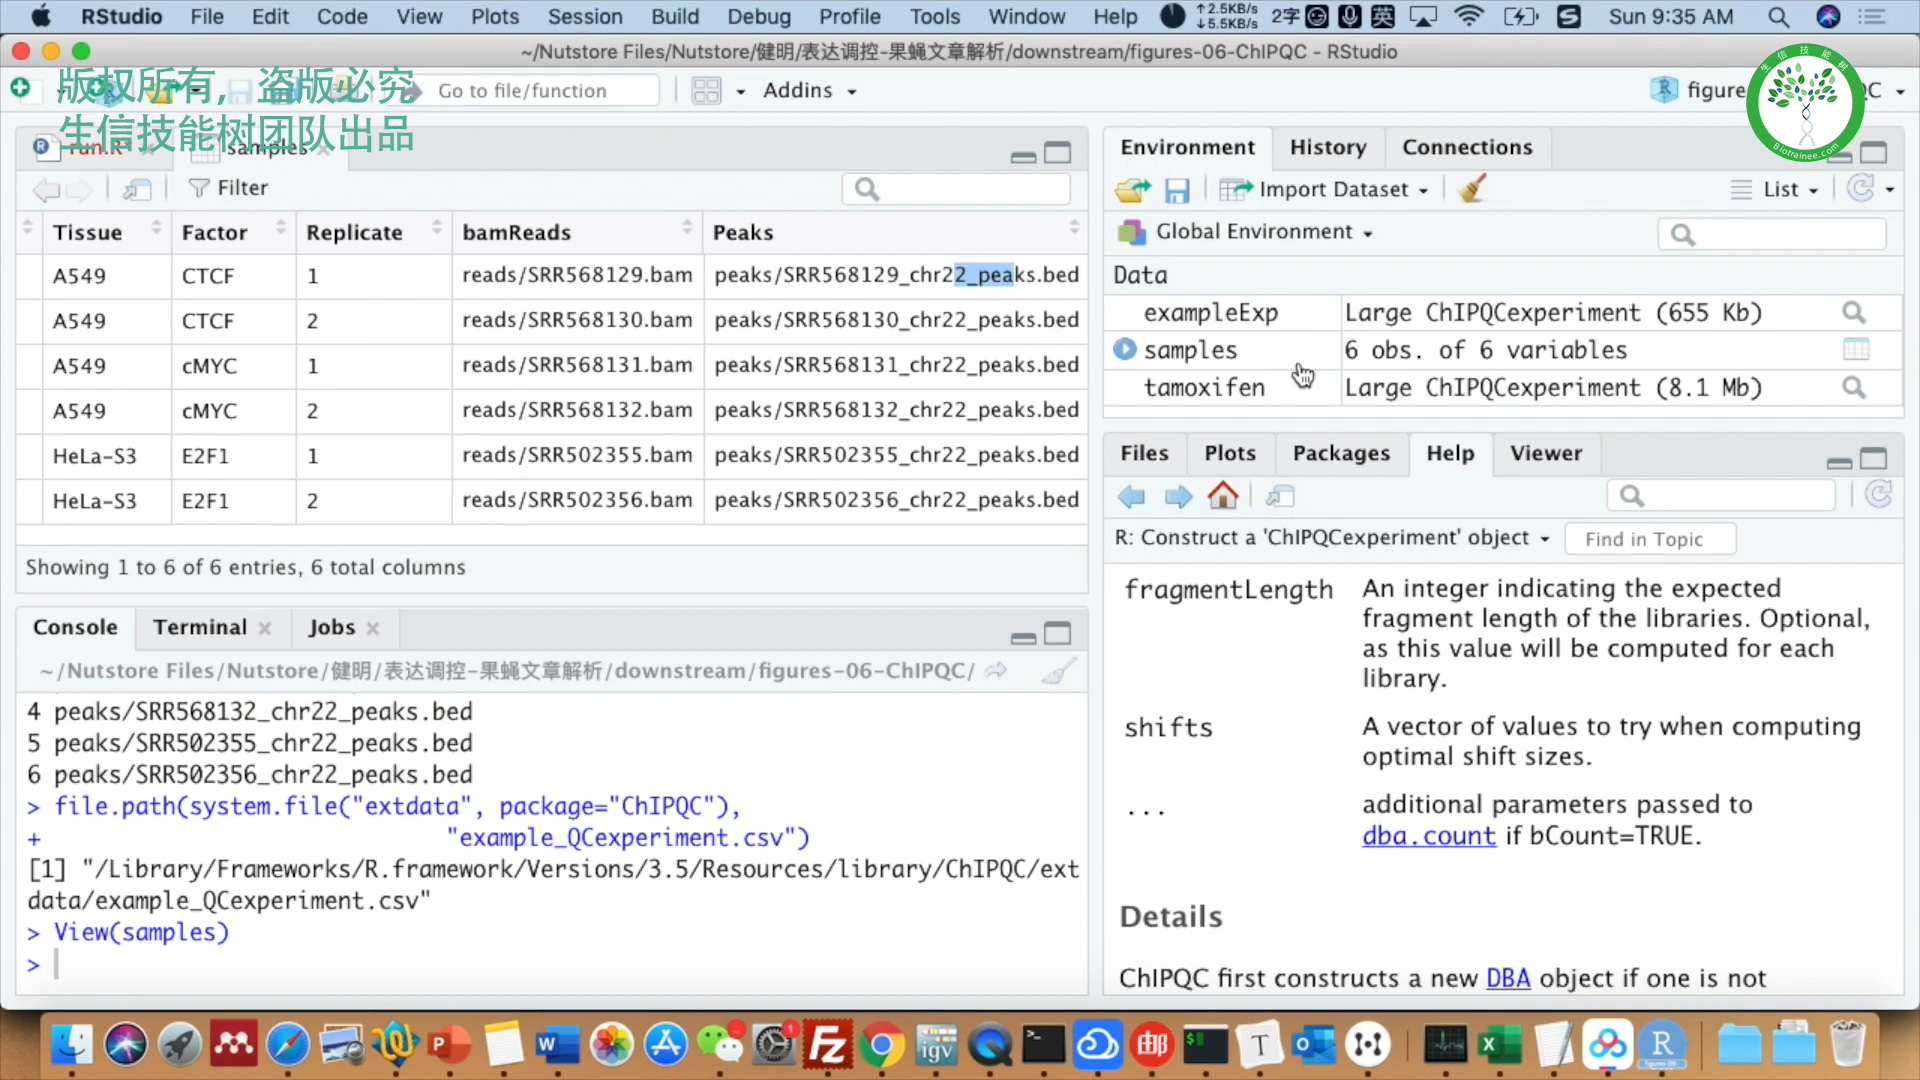 RStudio File Edit Code View Plots Session Build Debug Profile Tools Window Help 2.5KB/s 5.5KB/s 2字 英 Sun 9:35 AM
~/Nutstore Files/Nutstore/健明/表达调控-果蝇文章解析/downstream/figures-06-ChIPQC - RStudio
版权所有，盗版必究
生信技能树团队出品
Go to file/function Addins
生信技能树
Biotrainee.com
run.R samples
Filter
Tissue Factor Replicate bamReads Peaks
A549 CTCF 1 reads/SRR568129.bam peaks/SRR568129_chr22_peaks.bed
A549 CTCF 2 reads/SRR568130.bam peaks/SRR568130_chr22_peaks.bed
A549 cMYC 1 reads/SRR568131.bam peaks/SRR568131_chr22_peaks.bed
A549 cMYC 2 reads/SRR568132.bam peaks/SRR568132_chr22_peaks.bed
HeLa-S3 E2F1 1 reads/SRR502355.bam peaks/SRR502355_chr22_peaks.bed
HeLa-S3 E2F1 2 reads/SRR502356.bam peaks/SRR502356_chr22_peaks.bed
Showing 1 to 6 of 6 entries, 6 total columns
Console Terminal Jobs
~/Nutstore Files/Nutstore/健明/表达调控-果蝇文章解析/downstream/figures-06-ChIPQC/
4 peaks/SRR568132_chr22_peaks.bed
5 peaks/SRR502355_chr22_peaks.bed
6 peaks/SRR502356_chr22_peaks.bed
> file.path(system.file("extdata", package="ChIPQC"),
+ "example_QCexperiment.csv")
[1] "/Library/Frameworks/R.framework/Versions/3.5/Resources/library/ChIPQC/ext
data/example_QCexperiment.csv"
> View(samples)
>
Environment History Connections
Import Dataset List
Global Environment
Data
exampleExp Large ChIPQCexperiment (655 Kb)
samples 6 obs. of 6 variables
tamoxifen Large ChIPQCexperiment (8.1 Mb)
Files Plots Packages Help Viewer
R: Construct a 'ChIPQCexperiment' object Find in Topic
fragmentLength An integer indicating the expected
fragment length of the libraries. Optional,
as this value will be computed for each
library.
shifts A vector of values to try when computing
optimal shift sizes.
... additional parameters passed to
dba.count if bCount=TRUE.
Details
ChIPQC first constructs a new DBA object if one is not